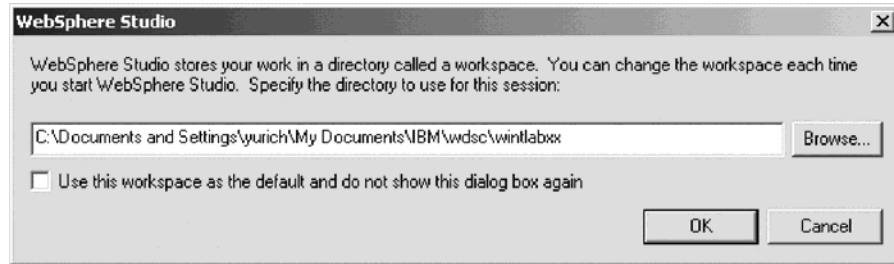 WebSphere Studio
WebSphere Studio stores your work in a directory called a workspace. You can change the workspace each time
you start WebSphere Studio. Specify the directory to use for this session:
C:\Documents and Settings\yurich\My Documents\IBM\wdsc\wintlabxx
Browse...
Use this workspace as the default and do not show this dialog box again
OK
Cancel